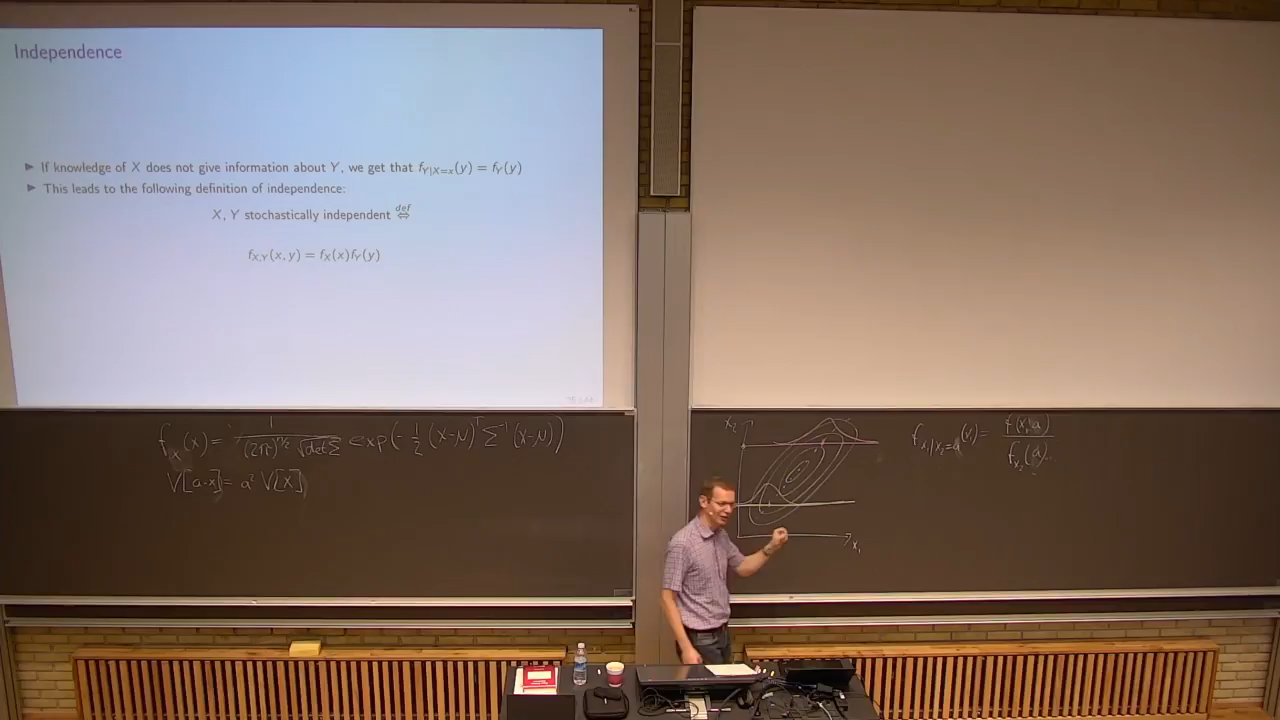 Independence
▶ If knowledge of X does not give information about Y, we get that f_{Y|X=x}(y) = f_Y(y)
▶ This leads to the following definition of independence:
X, Y stochastically independent ⇔^{def}
f_{X,Y}(x, y) = f_X(x)f_Y(y)
f_X(x) = 1/((2π)^{n/2} √det Σ) exp(-1/2 (x-μ)^T Σ^{-1} (x-μ))
V[a·x] = a² V[X]
x₂
x₁
f_{x₁|x₂=a}(x) = f(x,a)/f_{x₂}(a)